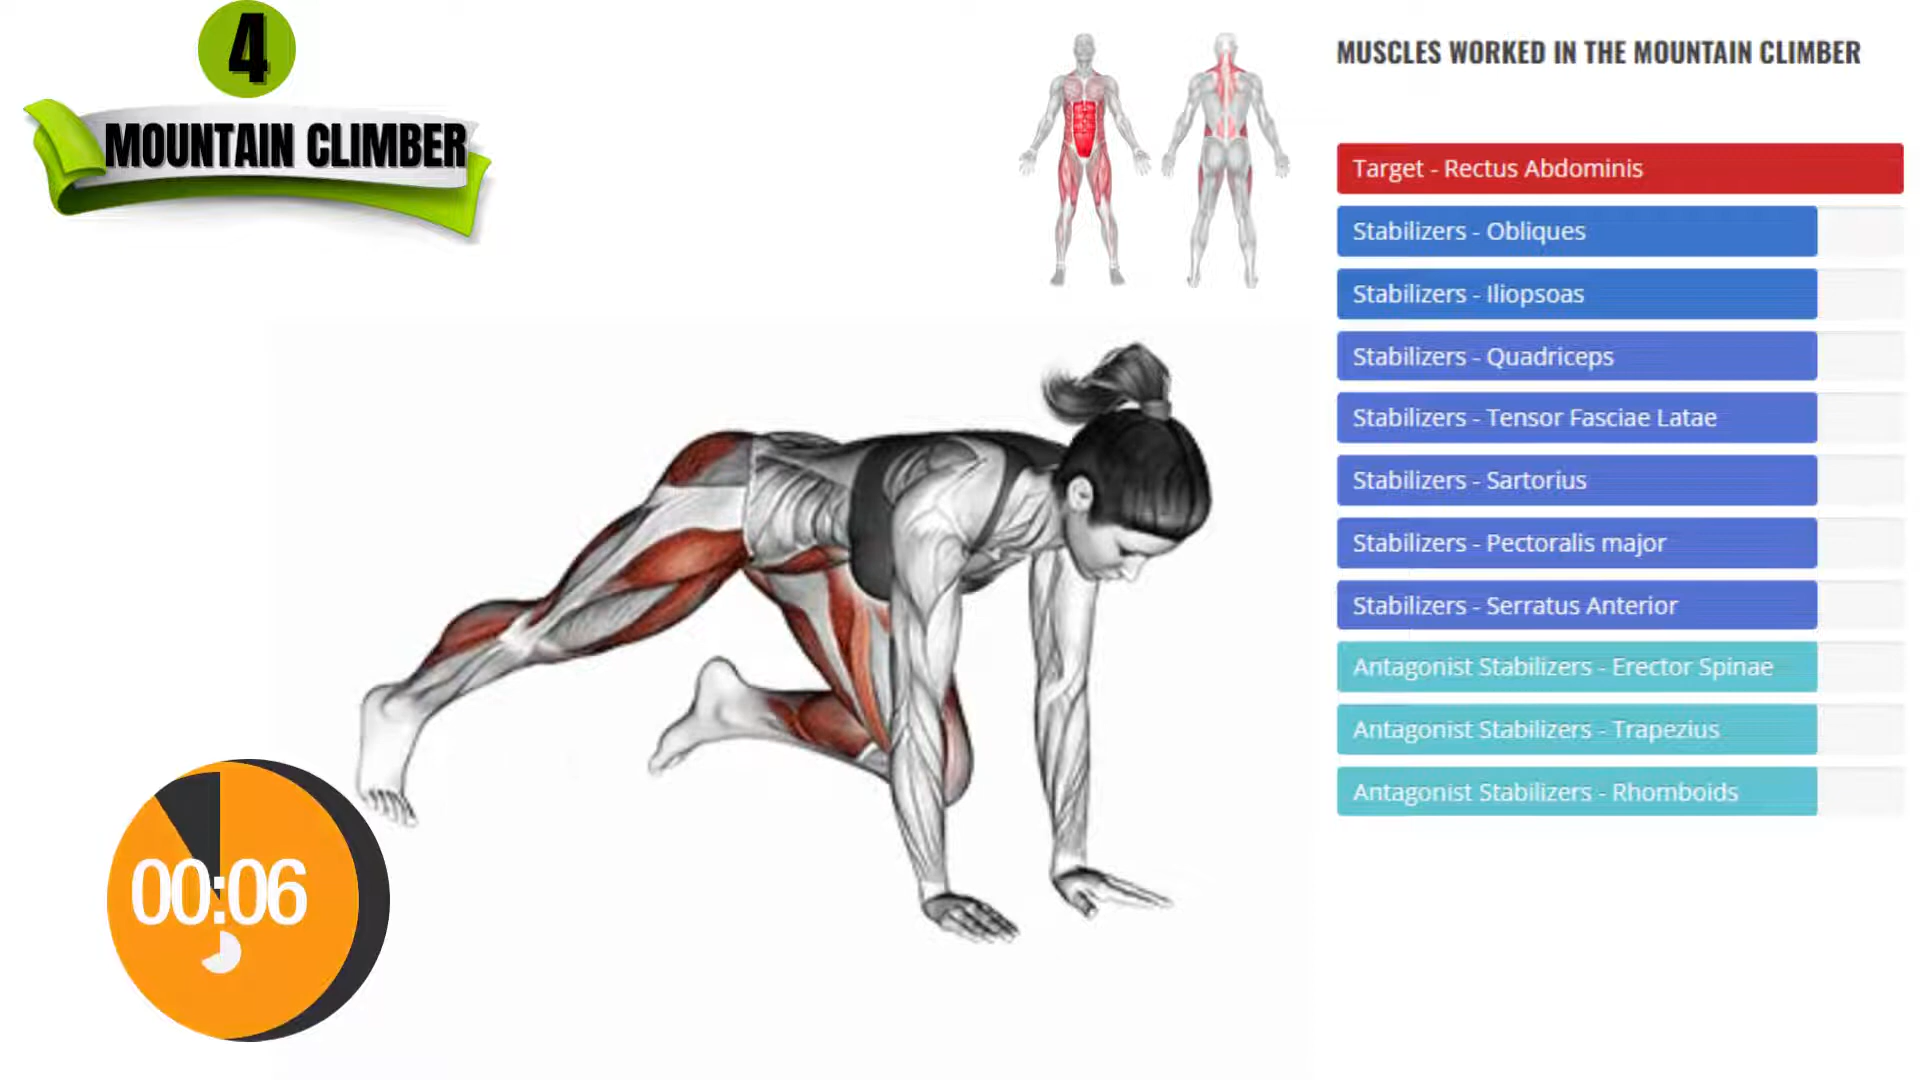 4
MOUNTAIN CLIMBER
MUSCLES WORKED IN THE MOUNTAIN CLIMBER
Target - Rectus Abdominis
Stabilizers - Obliques
Stabilizers - Iliopsoas
Stabilizers - Quadriceps
Stabilizers - Tensor Fasciae Latae
Stabilizers - Sartorius
Stabilizers - Pectoralis major
Stabilizers - Serratus Anterior
Antagonist Stabilizers - Erector Spinae
Antagonist Stabilizers - Trapezius
Antagonist Stabilizers - Rhomboids
00:06